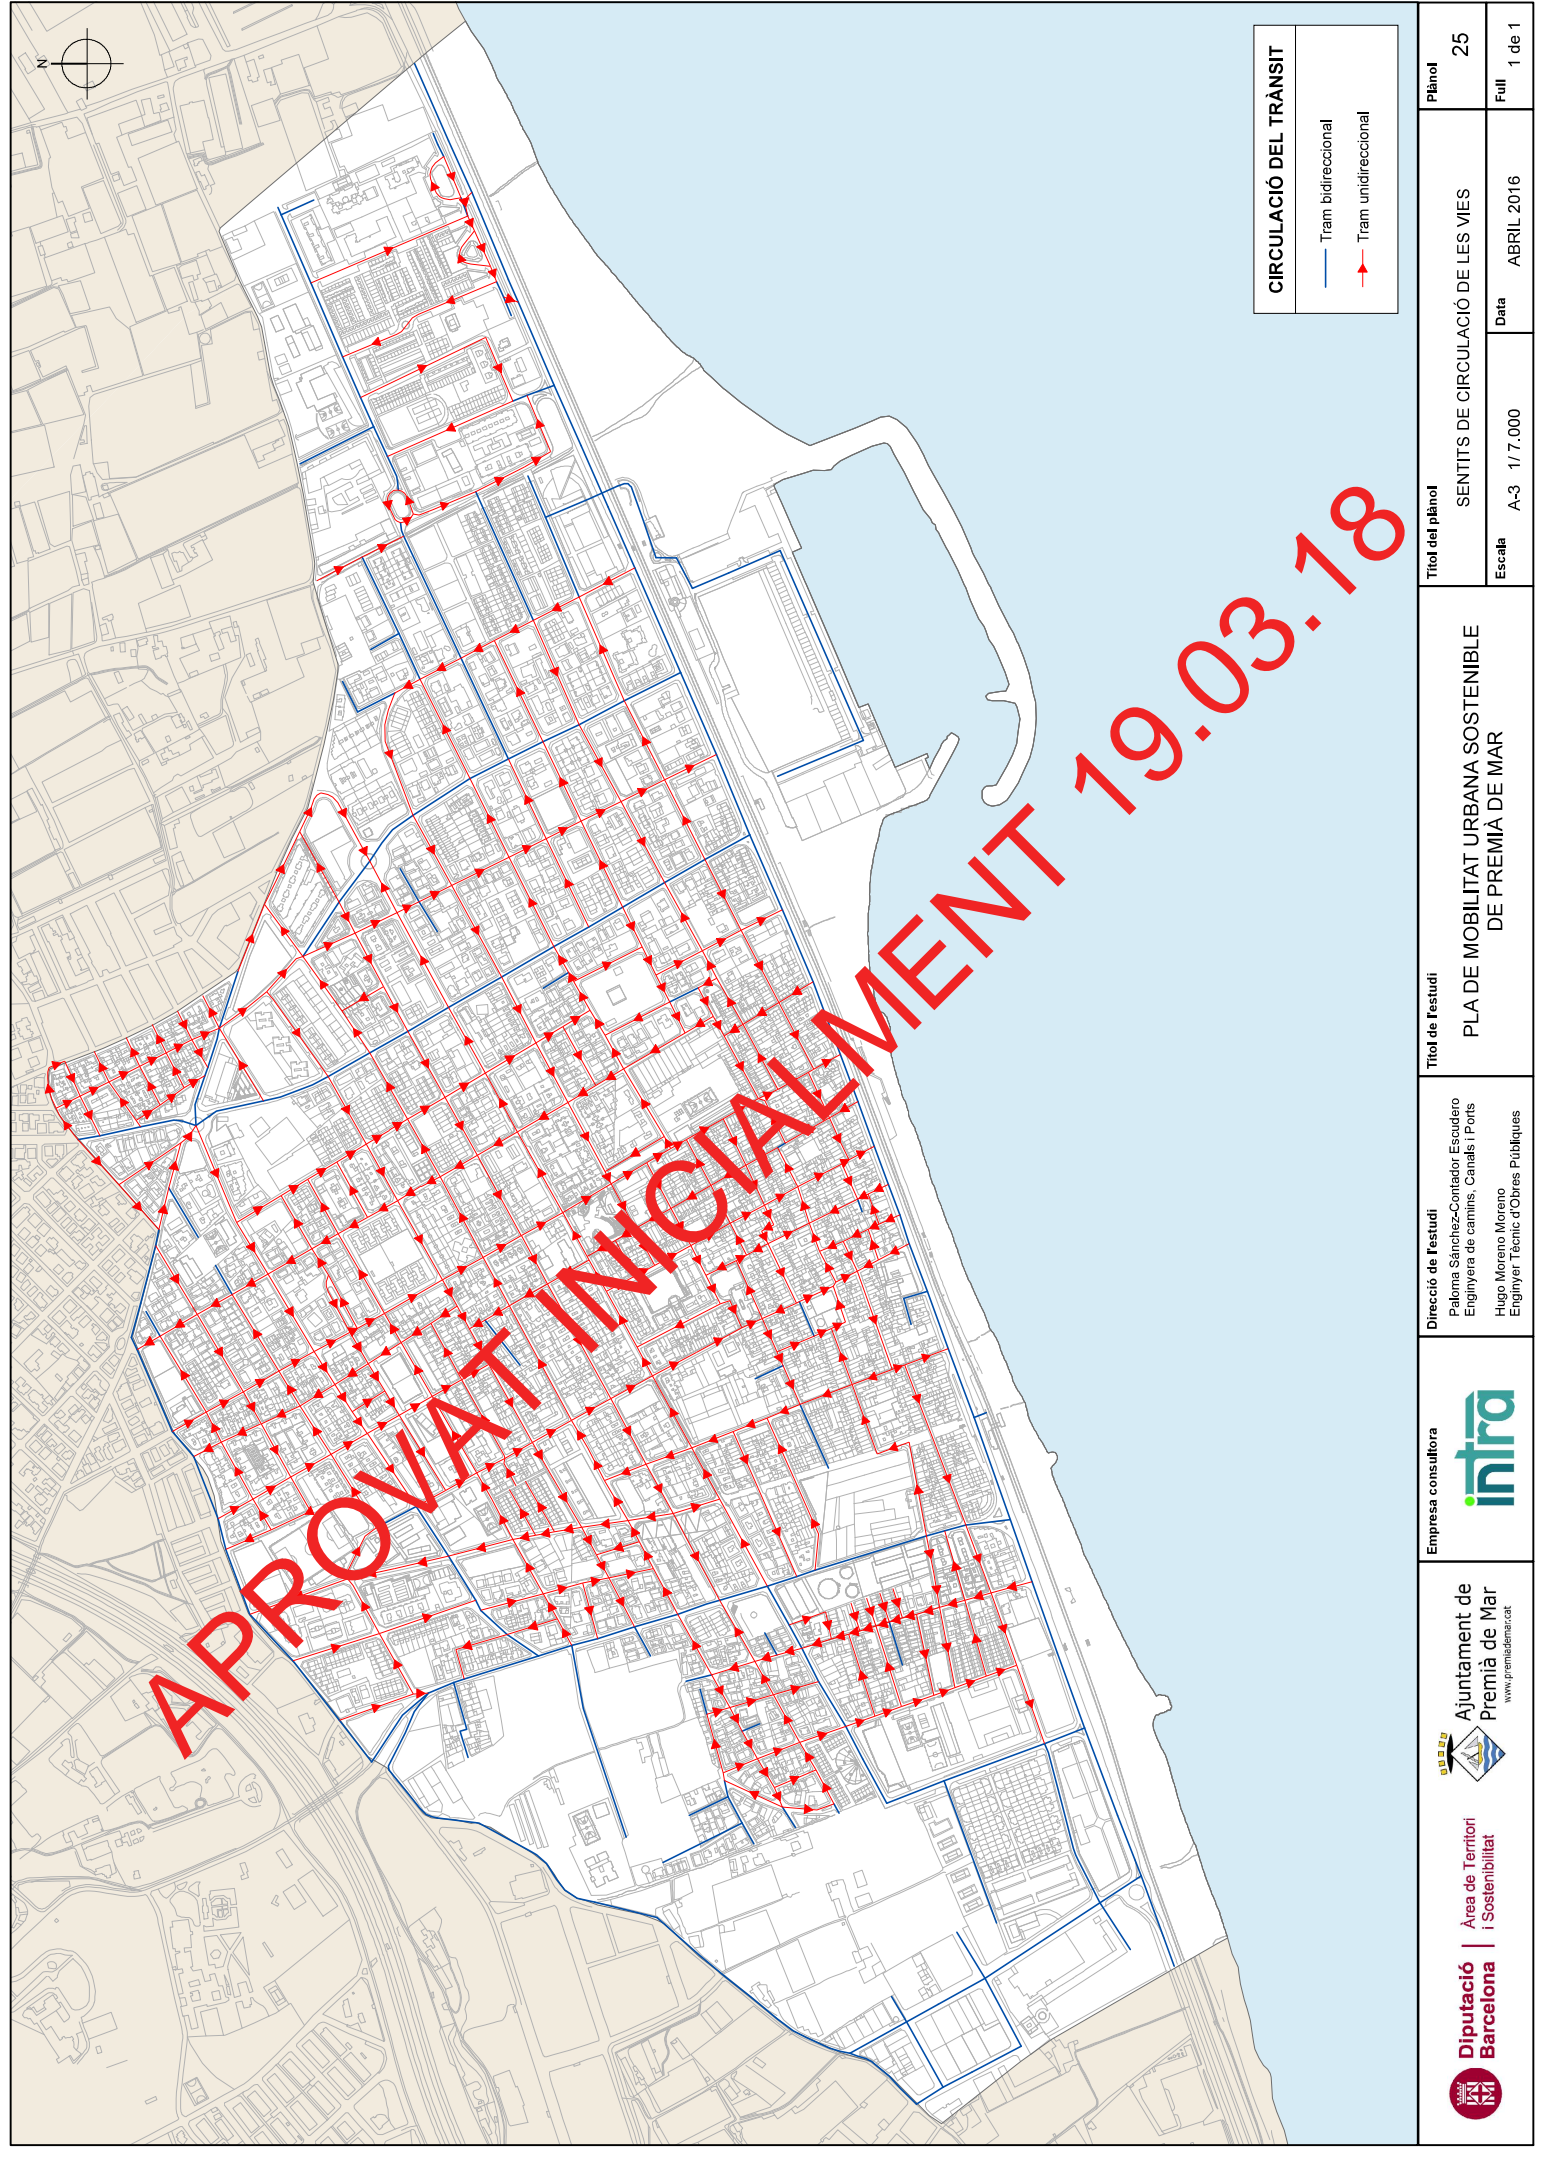 N
CIRCULACIÓ DEL TRÀNSIT
Tram bidireccional
Tram unidireccional
APROVAT INICIALMENT 19.03.18
Diputació
Barcelona
Àrea de Territori
i Sostenibilitat
Ajuntament de
Premià de Mar
www.premiademar.cat
Empresa consultora
intra
Direcció de l'estudi
Paloma Sánchez-Contador Escudero
Enginyera de camins, Canals i Ports
Hugo Moreno Moreno
Enginyer Tècnic d'Obres Públiques
Títol de l'estudi
PLA DE MOBILITAT URBANA SOSTENIBLE
DE PREMIÀ DE MAR
Títol del plànol
SENTITS DE CIRCULACIÓ DE LES VIES
Escala
A-3 1/ 7.000
Data
ABRIL 2016
Plànol
25
Full
1 de 1